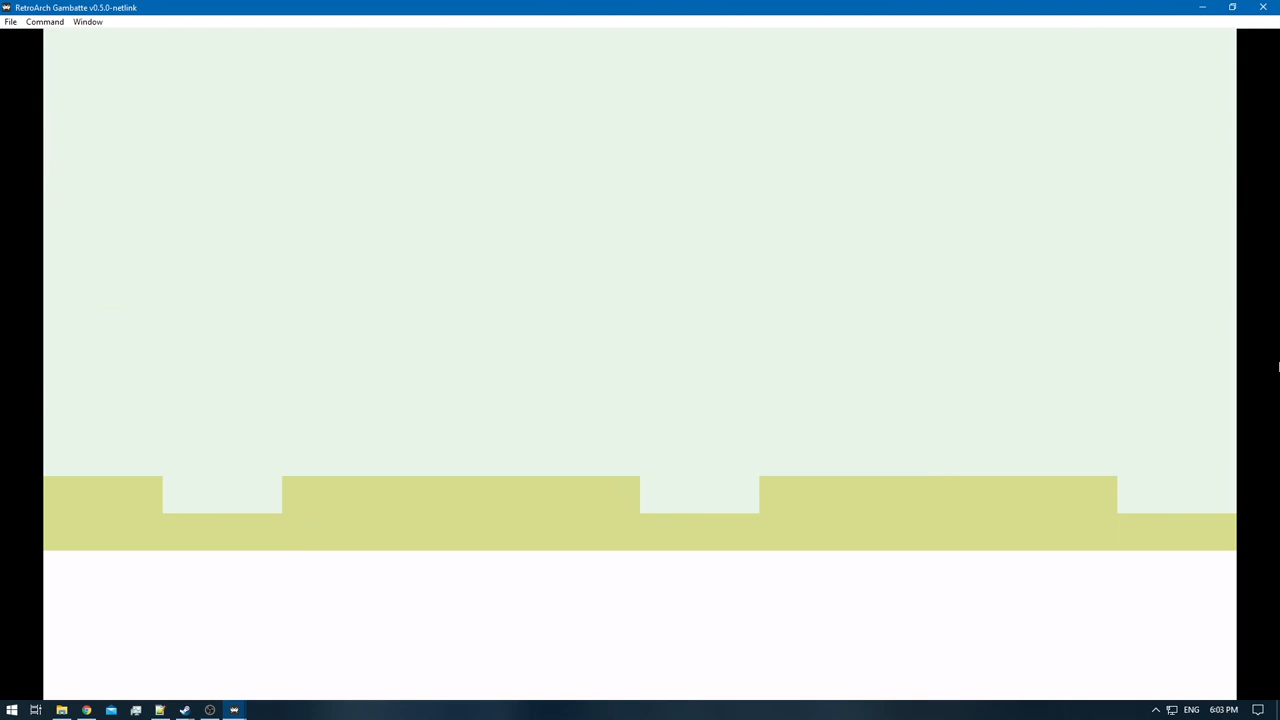 RetroArch Gambatte v0.5.0-netlink
File Command Window
ENG 6:03 PM